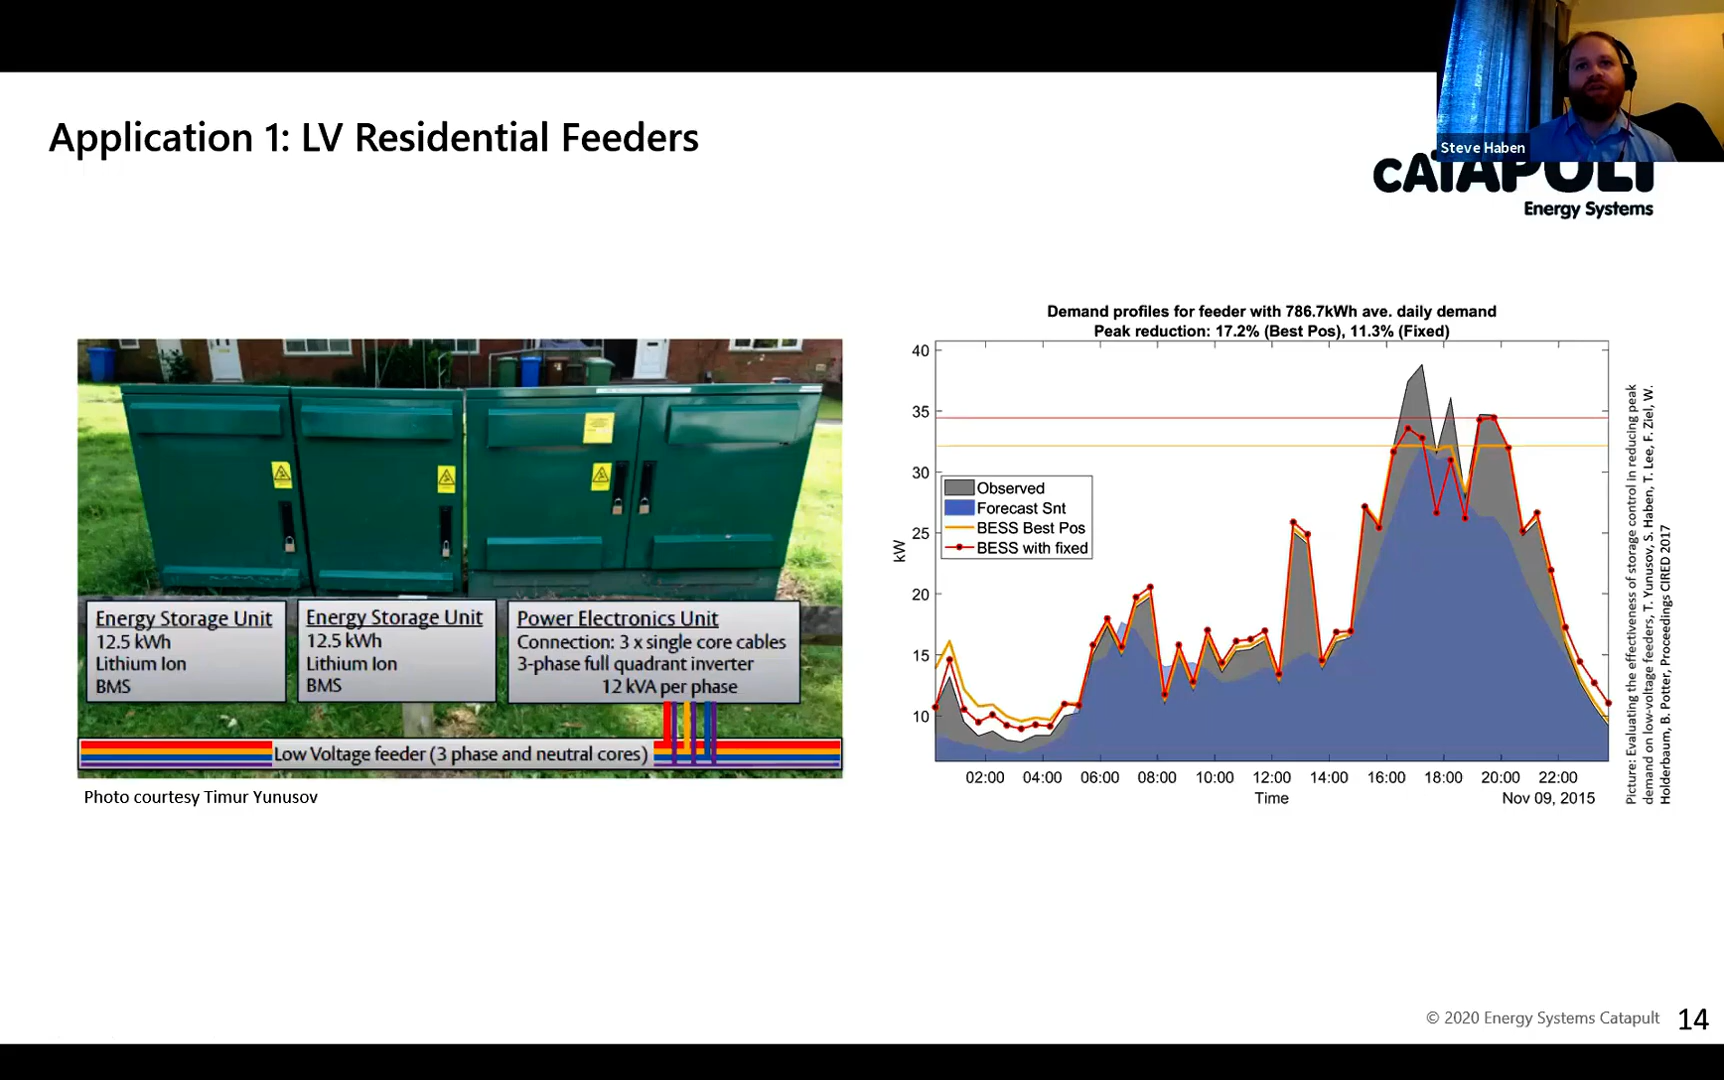 Steve Haben
Application 1: LV Residential Feeders
CATAPULT
Energy Systems
Energy Storage Unit
12.5 kWh
Lithium Ion
BMS
Energy Storage Unit
12.5 kWh
Lithium Ion
BMS
Power Electronics Unit
Connection: 3 x single core cables
3-phase full quadrant inverter
12 kVA per phase
Low Voltage feeder (3 phase and neutral cores)
Photo courtesy Timur Yunusov
Demand profiles for feeder with 786.7kWh ave. daily demand
Peak reduction: 17.2% (Best Pos), 11.3% (Fixed)
40
35
30
25
20
15
10
kW
Observed
Forecast Snt
BESS Best Pos
BESS with fixed
02:00 04:00 06:00 08:00 10:00 12:00 14:00 16:00 18:00 20:00 22:00
Time
Nov 09, 2015
Picture: Evaluating the effectiveness of storage control in reducing peak
demand on low-voltage feeders, T. Yunusov, S. Haben, T. Lee, F. Ziel, W.
Holderbaum, B. Potter, Proceedings CIRED 2017
© 2020 Energy Systems Catapult
14